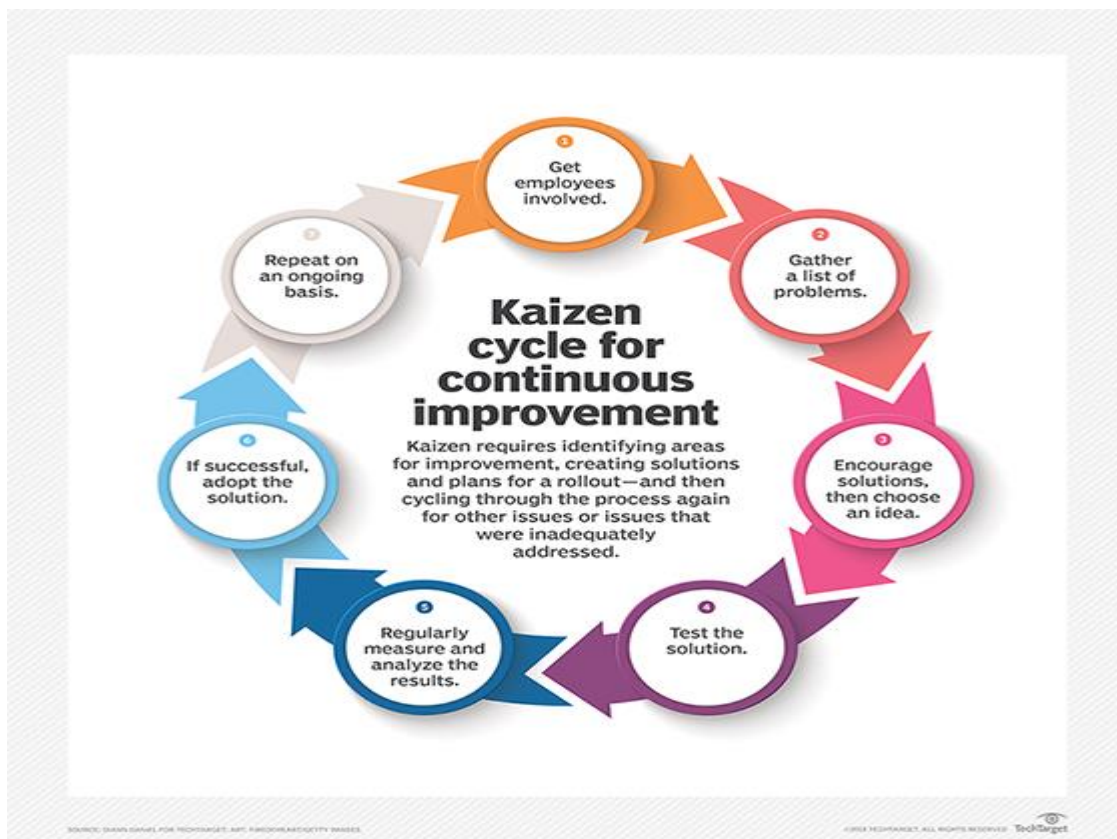 Kaizen
cycle for
continuous
improvement
Kaizen requires identifying areas
for improvement, creating solutions
and plans for a rollout—and then
cycling through the process again
for other issues or issues that
were inadequately
addressed.
1
Get
employees
involved.
2
Gather
a list of
problems.
3
Encourage
solutions,
then choose
an idea.
4
Test the
solution.
5
Regularly
measure and
analyze the
results.
6
If successful,
adopt the
solution.
7
Repeat on
an ongoing
basis.
TechTarget